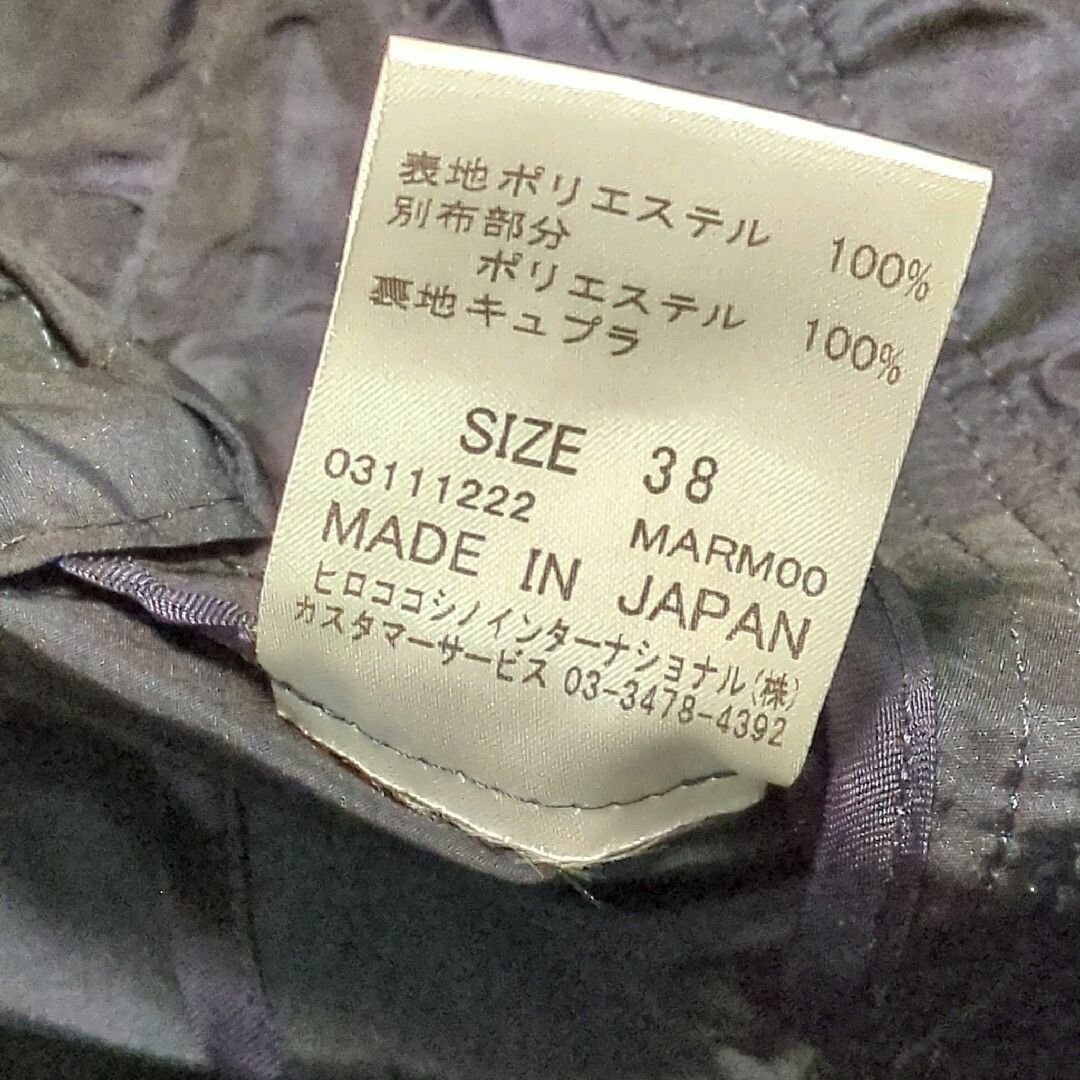 表地ポリエステル 100%
別布部分
ポリエステル 100%
裏地キュプラ
SIZE 38
03111222 MARM00
MADE IN JAPAN
ヒロココシノインターナショナル(株)
カスタマーサービス 03-3478-4392